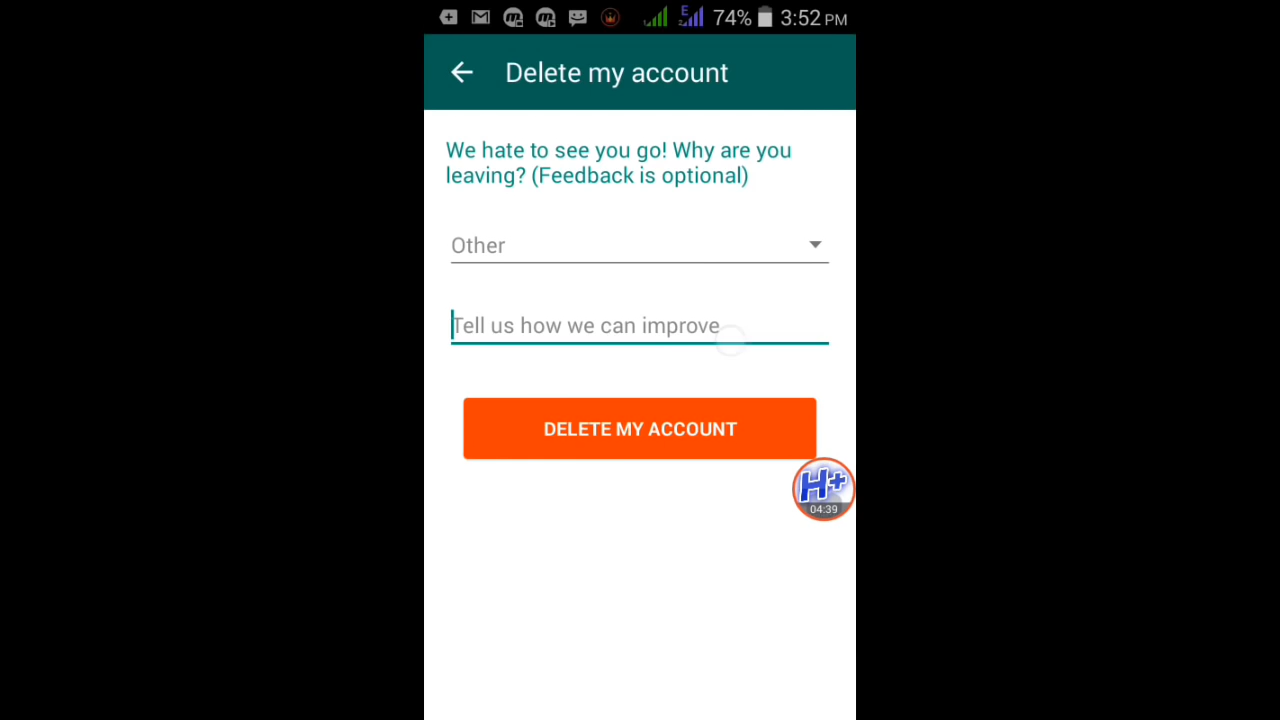 E
2
74%
3:52 PM
Delete my account
We hate to see you go! Why are you
leaving? (Feedback is optional)
Other
Tell us how we can improve
DELETE MY ACCOUNT
H+
04:39